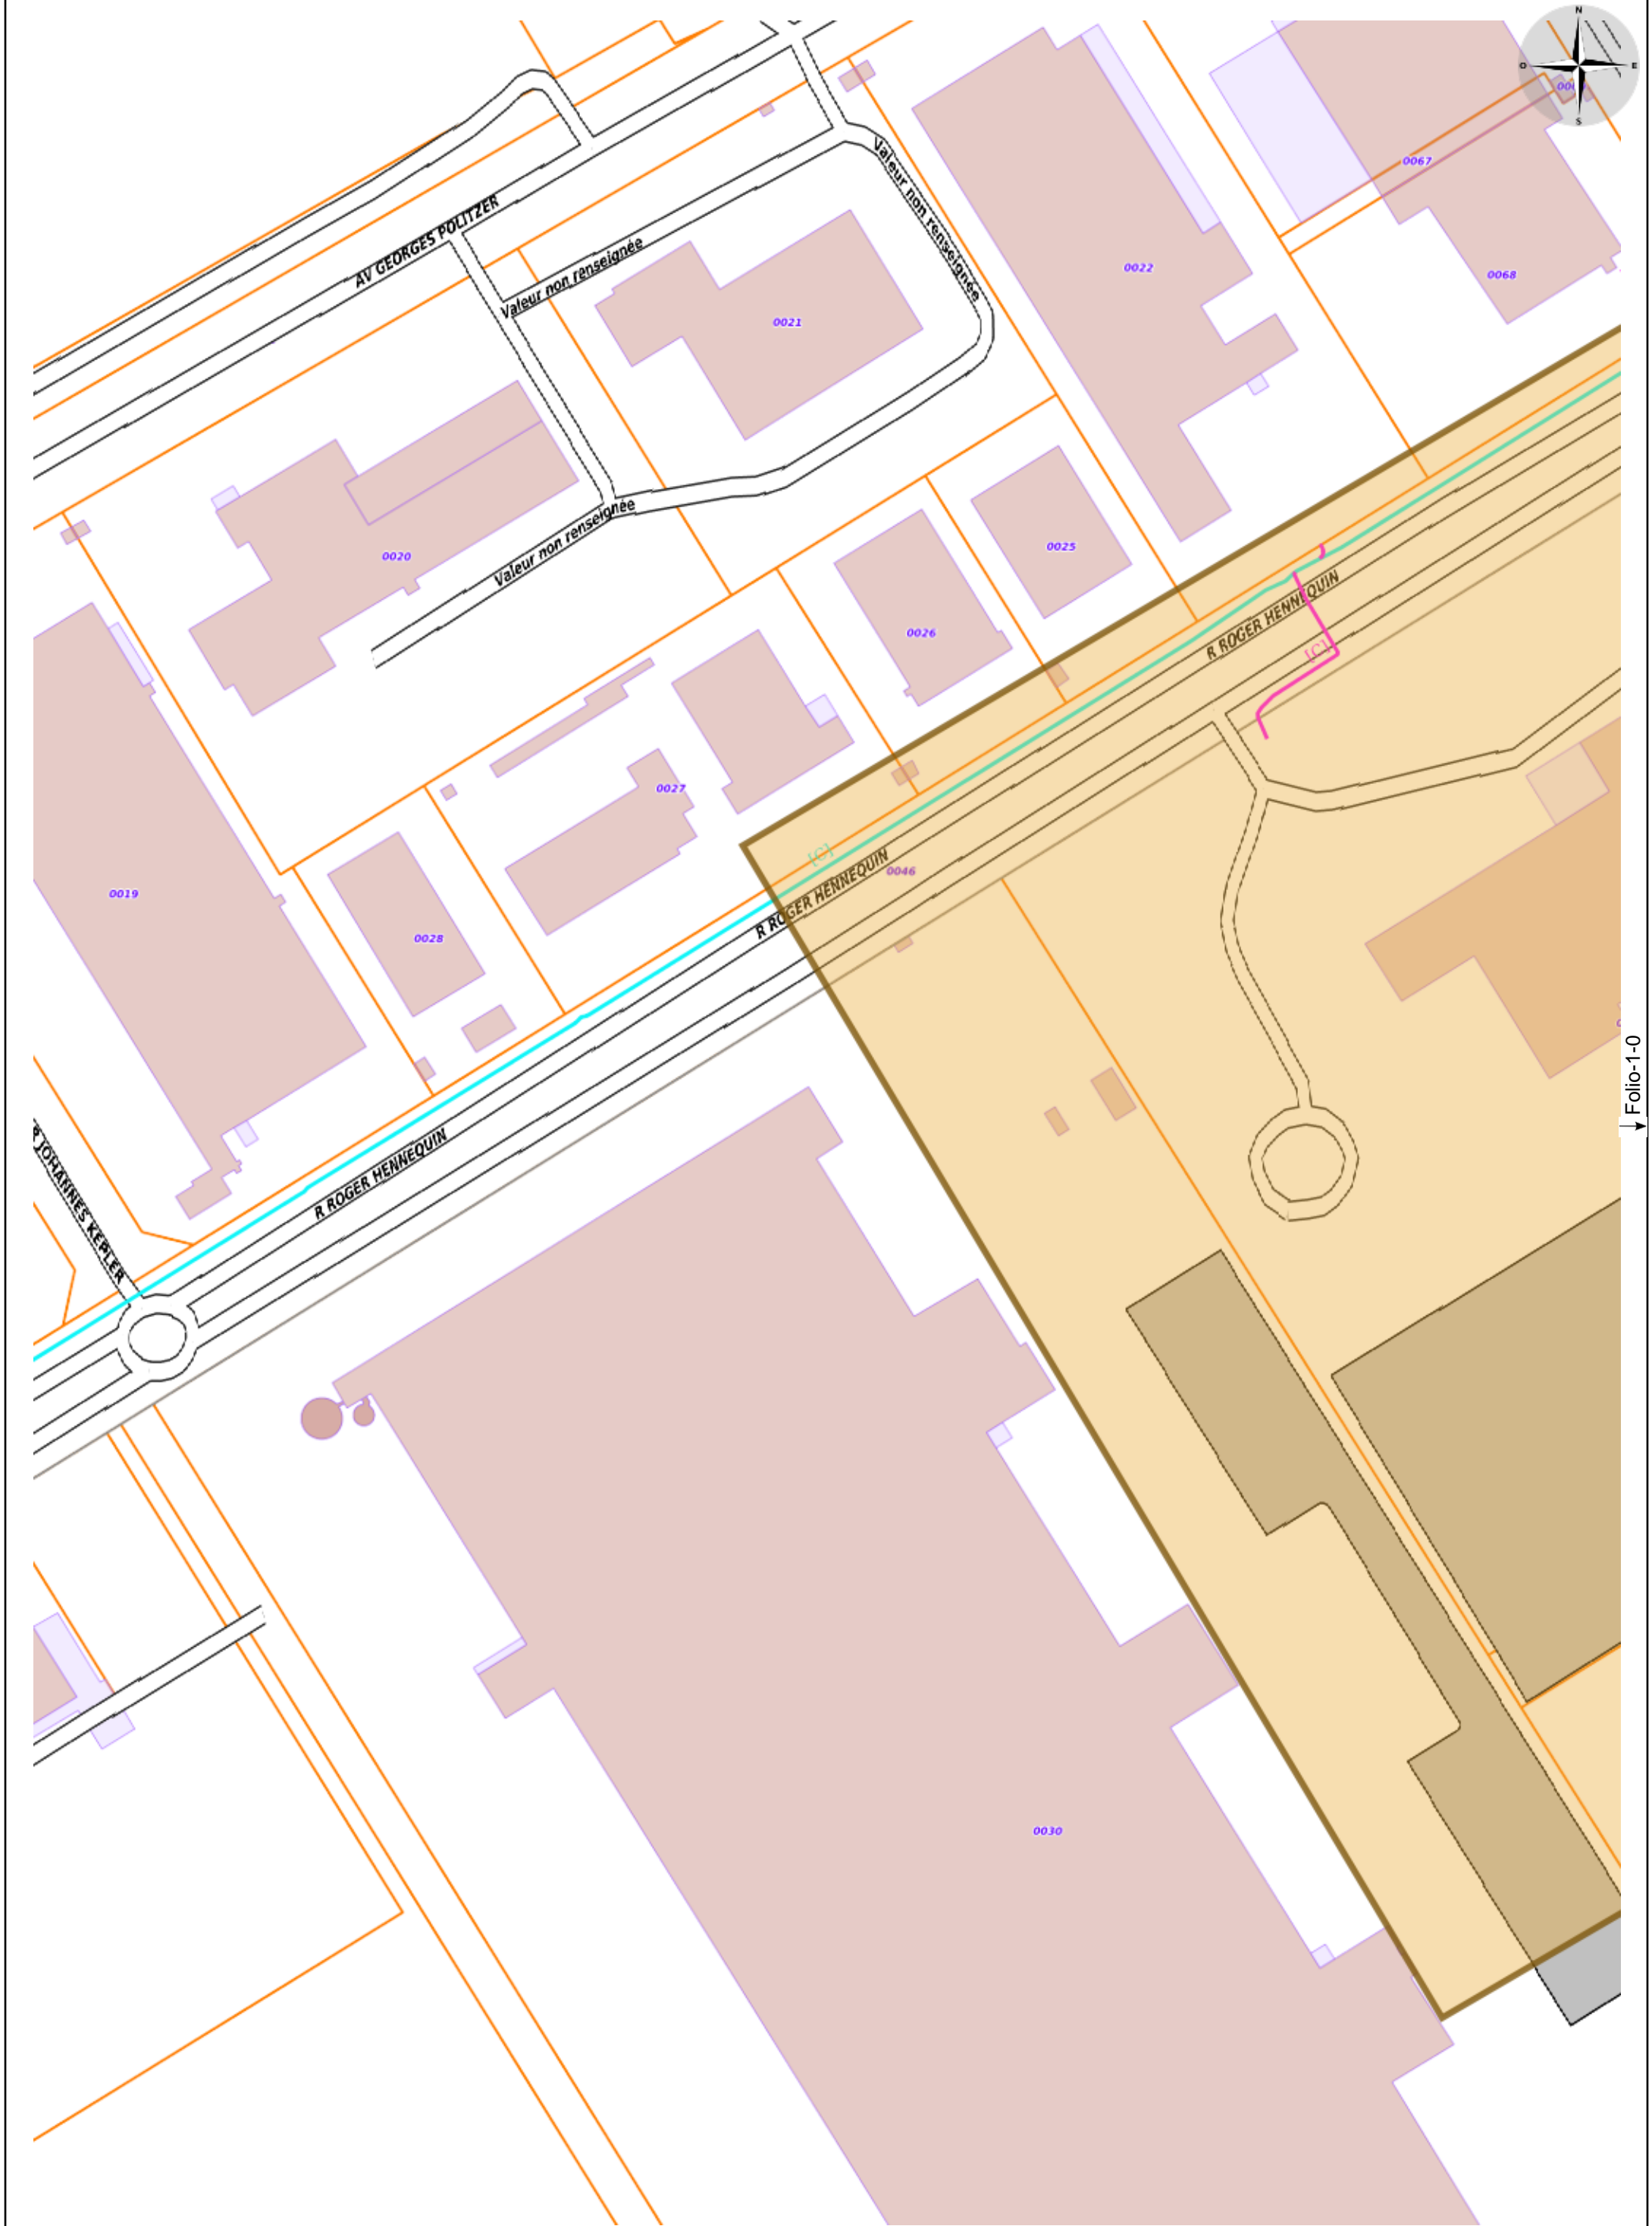 N
O
E
S
00
0067
AV GEORGES POLITZER
Valeur non renseignée
Valeur non renseignée
0022
0068
0021
Valeur non renseignée
0020
0025
R ROGER HENNEQUIN
0026
[C]
0027
[C]
R ROGER HENNEQUIN
0046
0019
0028
R JOHANNES KEPLER
R ROGER HENNEQUIN
Folio-1-0
0030